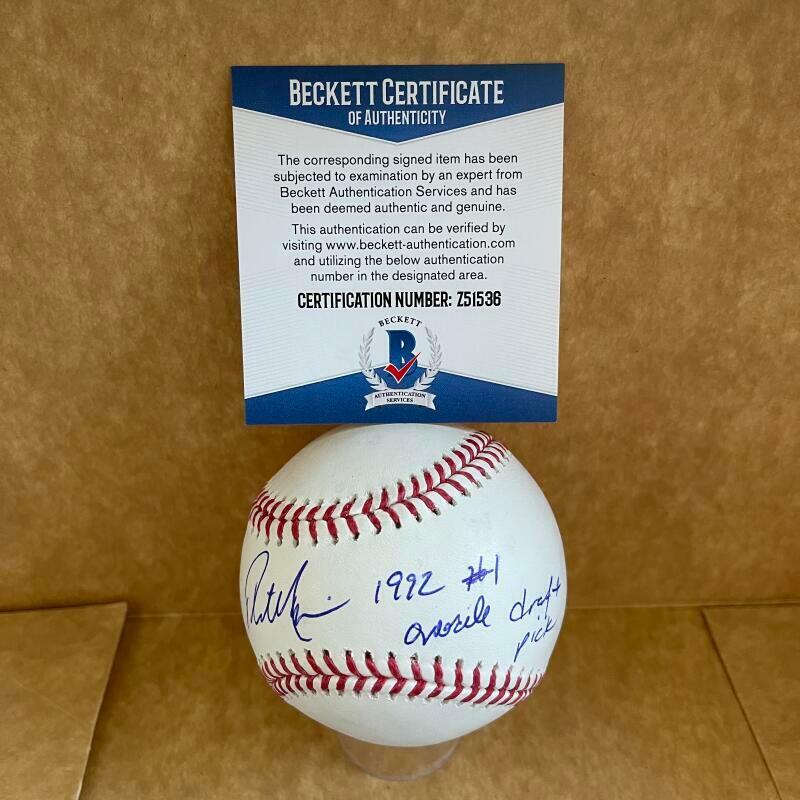 BECKETT CERTIFICATE
OF AUTHENTICITY
The corresponding signed item has been
subjected to examination by an expert from
Beckett Authentication Services and has
been deemed authentic and genuine.
This authentication can be verified by
visiting www.beckett-authentication.com
and utilizing the below authentication
number in the designated area.
CERTIFICATION NUMBER: Z51536
BECKETT
B
AUTHENTICATION
SERVICES
1992 #1
draft
pick